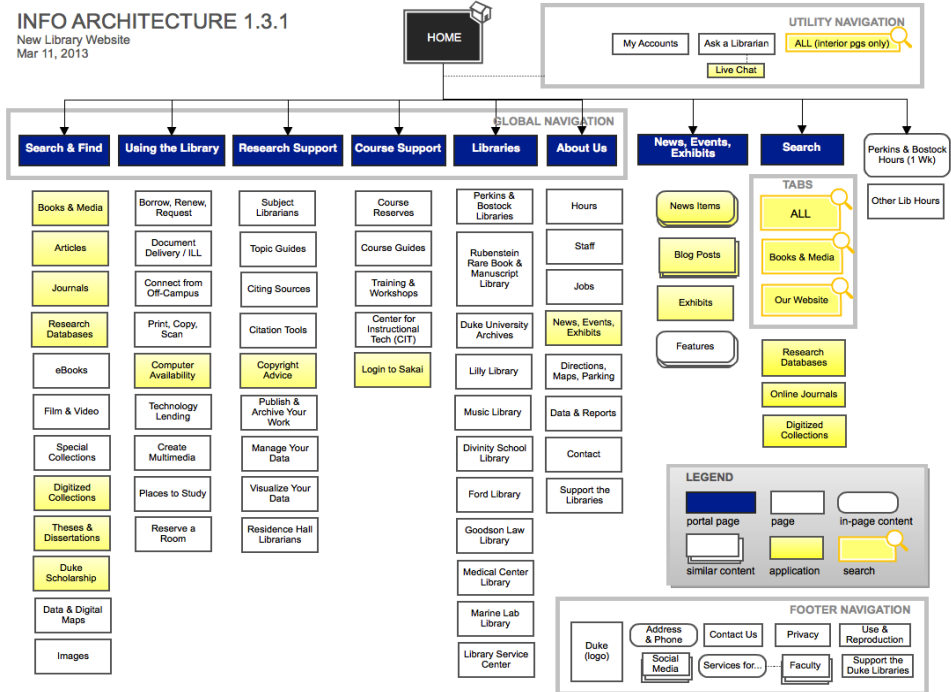 INFO ARCHITECTURE 1.3.1
New Library Website
Mar 11, 2013
HOME
UTILITY NAVIGATION
My Accounts
Ask a Librarian
ALL (interior pgs only)
Live Chat
GLOBAL NAVIGATION
Search & Find
Using the Library
Research Support
Course Support
Libraries
About Us
News, Events,
Exhibits
Search
Perkins & Bostock
Hours (1 Wk)
Other Lib Hours
Books & Media
Articles
Journals
Research
Databases
eBooks
Film & Video
Special
Collections
Digitized
Collections
Theses &
Dissertations
Duke
Scholarship
Data & Digital
Maps
Images
Borrow, Renew,
Request
Document
Delivery / ILL
Connect from
Off-Campus
Print, Copy,
Scan
Computer
Availability
Technology
Lending
Create
Multimedia
Places to Study
Reserve a
Room
Subject
Librarians
Topic Guides
Citing Sources
Citation Tools
Copyright
Advice
Publish &
Archive Your
Work
Manage Your
Data
Visualize Your
Data
Residence Hall
Librarians
Course
Reserves
Course Guides
Training &
Workshops
Center for
Instructional
Tech (CIT)
Login to Sakai
Perkins &
Bostock
Libraries
Rubenstein
Rare Book &
Manuscript
Library
Duke University
Archives
Lilly Library
Music Library
Divinity School
Library
Ford Library
Goodson Law
Library
Medical Center
Library
Marine Lab
Library
Library Service
Center
Hours
Staff
Jobs
News, Events,
Exhibits
Directions,
Maps, Parking
Data & Reports
Contact
Support the
Libraries
News Items
Blog Posts
Exhibits
Features
TABS
ALL
Books & Media
Our Website
Research
Databases
Online Journals
Digitized
Collections
LEGEND
portal page
page
in-page content
similar content
application
search
FOOTER NAVIGATION
Duke
(logo)
Address
& Phone
Contact Us
Privacy
Use &
Reproduction
Social
Media
Services for...
Faculty
Support the
Duke Libraries